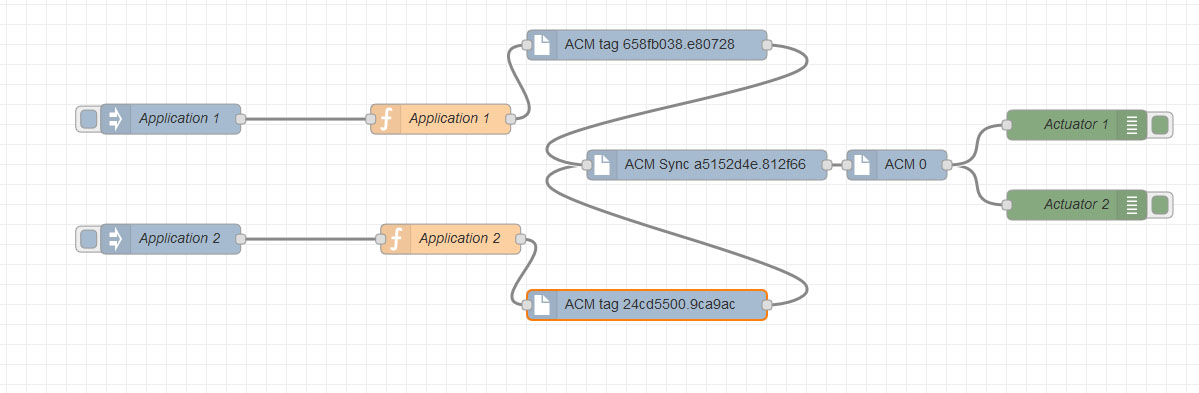 ACM tag 658fb038.e80728
Application 1
Application 1
Actuator 1
ACM Sync a5152d4e.812f66
ACM 0
Actuator 2
Application 2
Application 2
ACM tag 24cd5500.9ca9ac